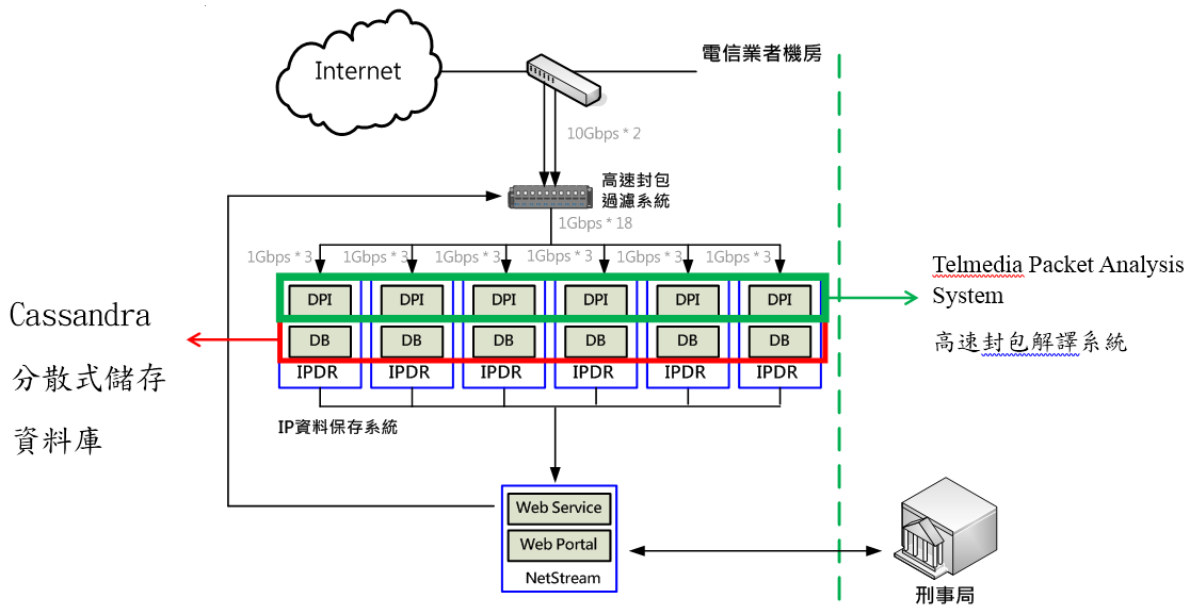 Internet
電信業者機房
10Gbps * 2
高速封包
過濾系統
1Gbps * 18
1Gbps * 3
1Gbps * 3
1Gbps * 3
1Gbps * 3
1Gbps * 3
1Gbps * 3
DPI
DPI
DPI
DPI
DPI
DPI
Telmedia Packet Analysis
System
高速封包解譯系統
Cassandra
分散式儲存
資料庫
DB
DB
DB
DB
DB
DB
IPDR
IPDR
IPDR
IPDR
IPDR
IPDR
IP資料保存系統
Web Service
Web Portal
NetStream
刑事局